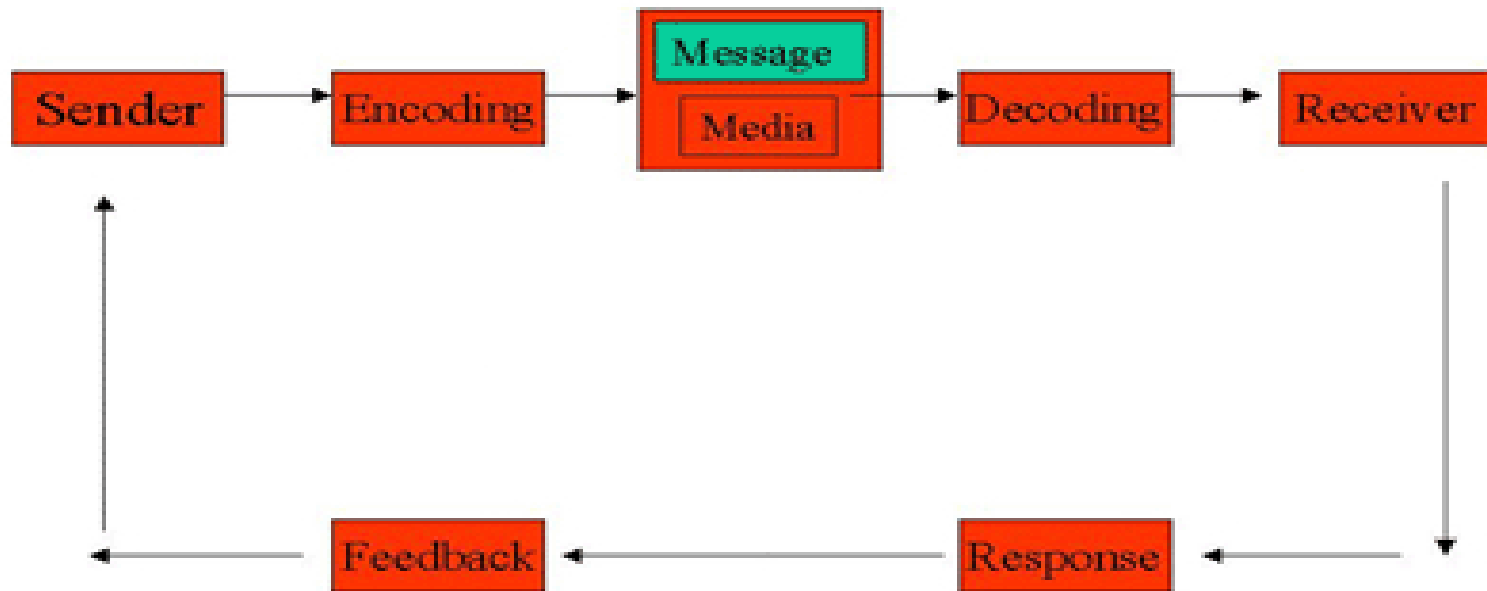 Sender
Encoding
Message
Media
Decoding
Receiver
Feedback
Response